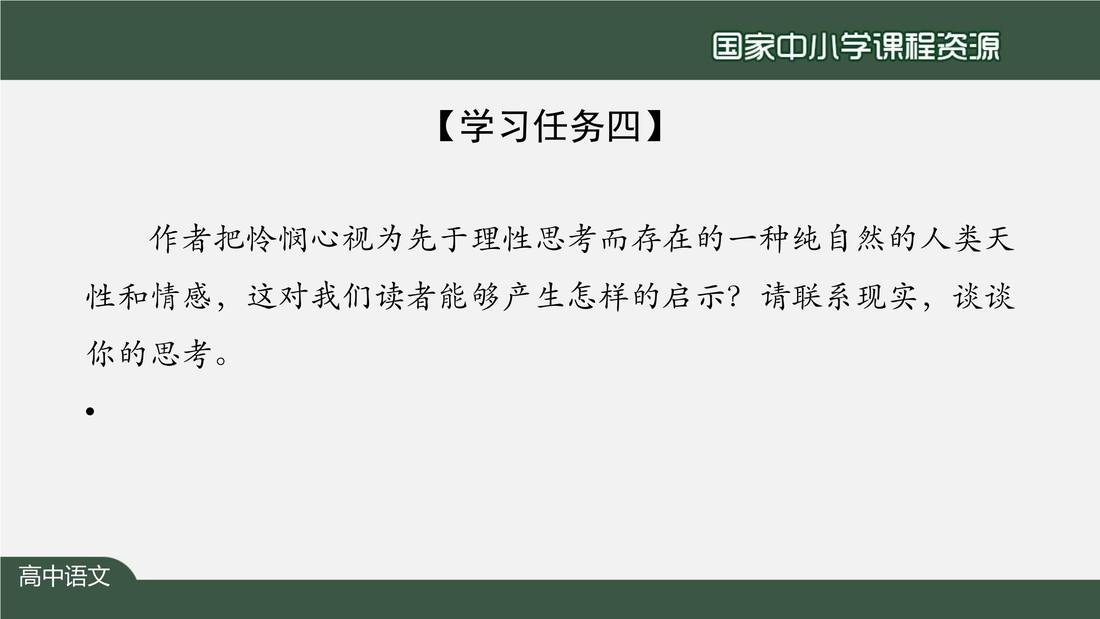 国家中小学课程资源
【学习任务四】
作者把怜悯心视为先于理性思考而存在的一种纯自然的人类天
性和情感，这对我们读者能够产生怎样的启示？请联系现实，谈谈
你的思考。
•
高中语文